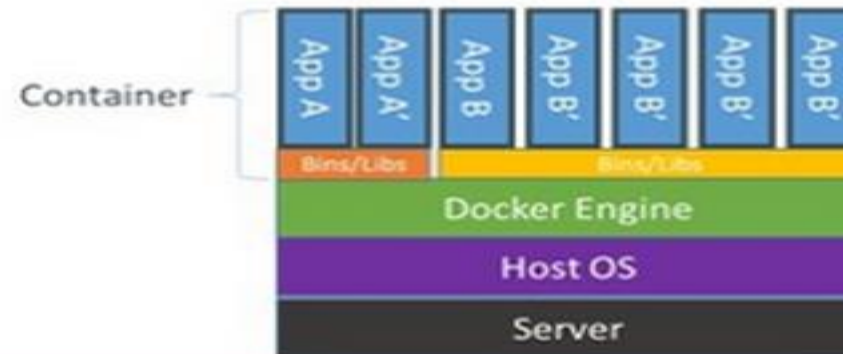 Container
App A
App A'
App B
App B'
App B'
App B'
App B'
Bins/Libs
Bins/Libs
Docker Engine
Host OS
Server